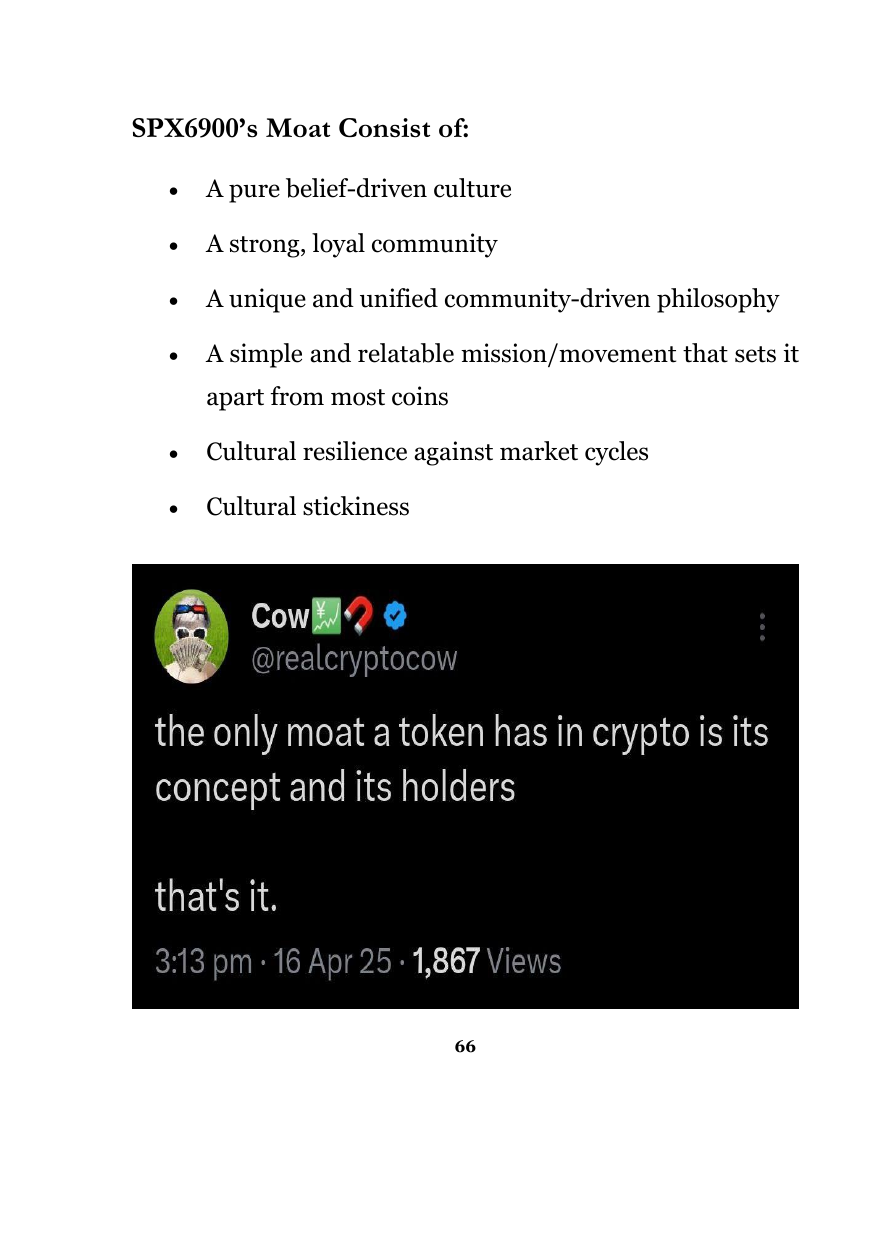 SPX6900’s Moat Consist of:
• A pure belief-driven culture
• A strong, loyal community
• A unique and unified community-driven philosophy
• A simple and relatable mission/movement that sets it
apart from most coins
• Cultural resilience against market cycles
• Cultural stickiness
Cow💹🧲
@realcryptocow
the only moat a token has in crypto is its
concept and its holders
that's it.
3:13 pm · 16 Apr 25 · 1,867 Views
66